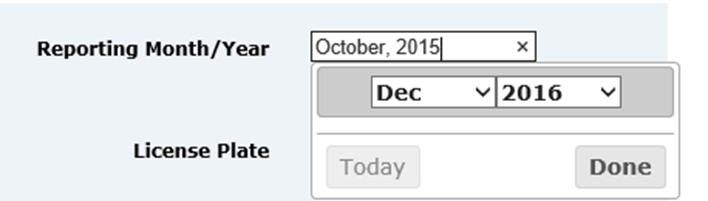 Reporting Month/Year October, 2015 ×
Dec 2016
License Plate
Today Done